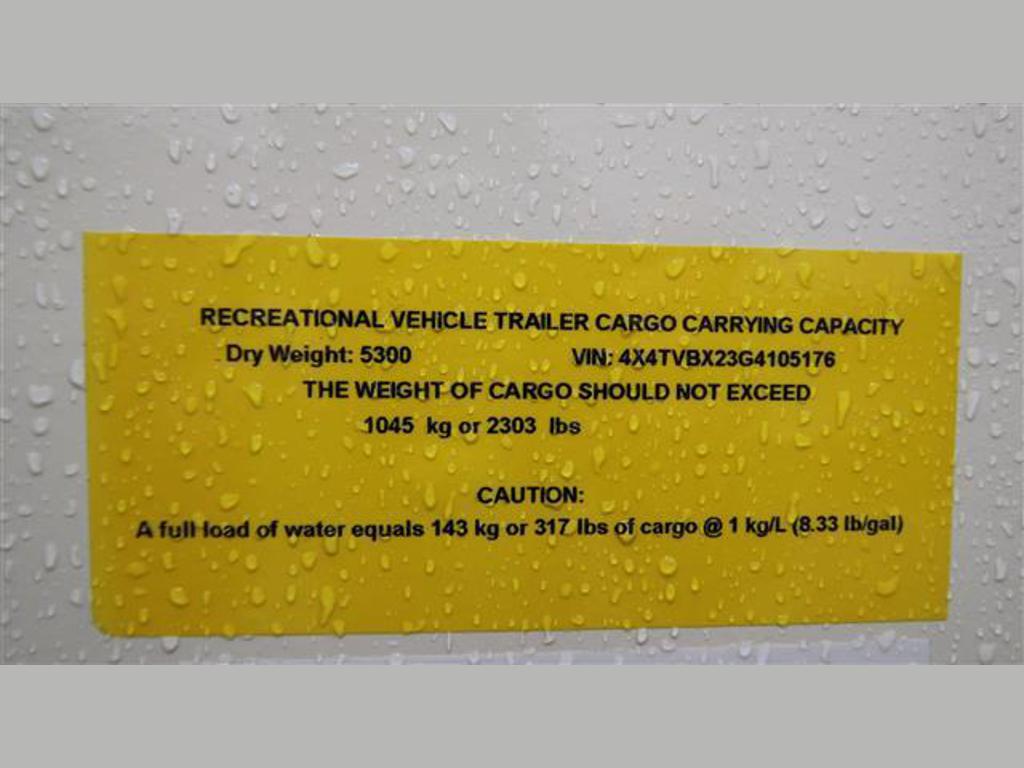 RECREATIONAL VEHICLE TRAILER CARGO CARRYING CAPACITY
Dry Weight: 5300 VIN: 4X4TVBX23G4105176
THE WEIGHT OF CARGO SHOULD NOT EXCEED
1045 kg or 2303 lbs
CAUTION:
A full load of water equals 143 kg or 317 lbs of cargo @ 1 kg/L (8.33 lb/gal)